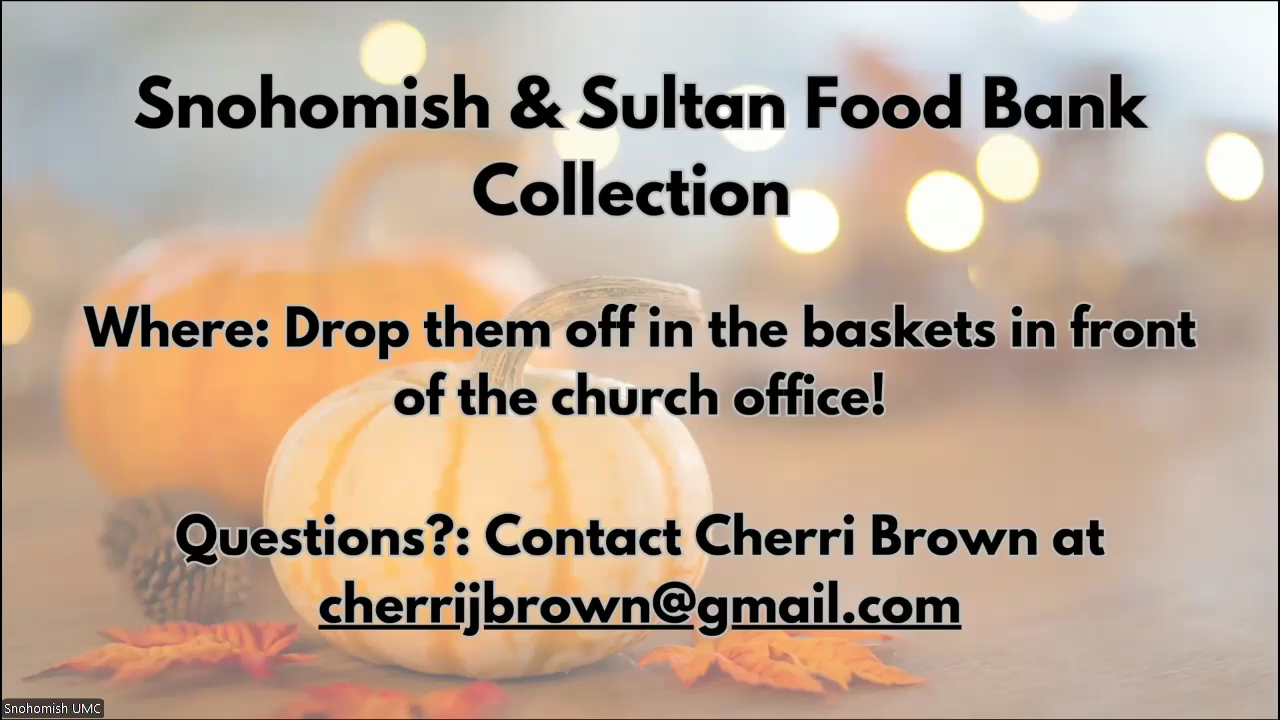 Snohomish & Sultan Food Bank
Collection
Where: Drop them off in the baskets in front
of the church office!
Questions?: Contact Cherri Brown at
cherrijbrown@gmail.com
Snohomish UMC